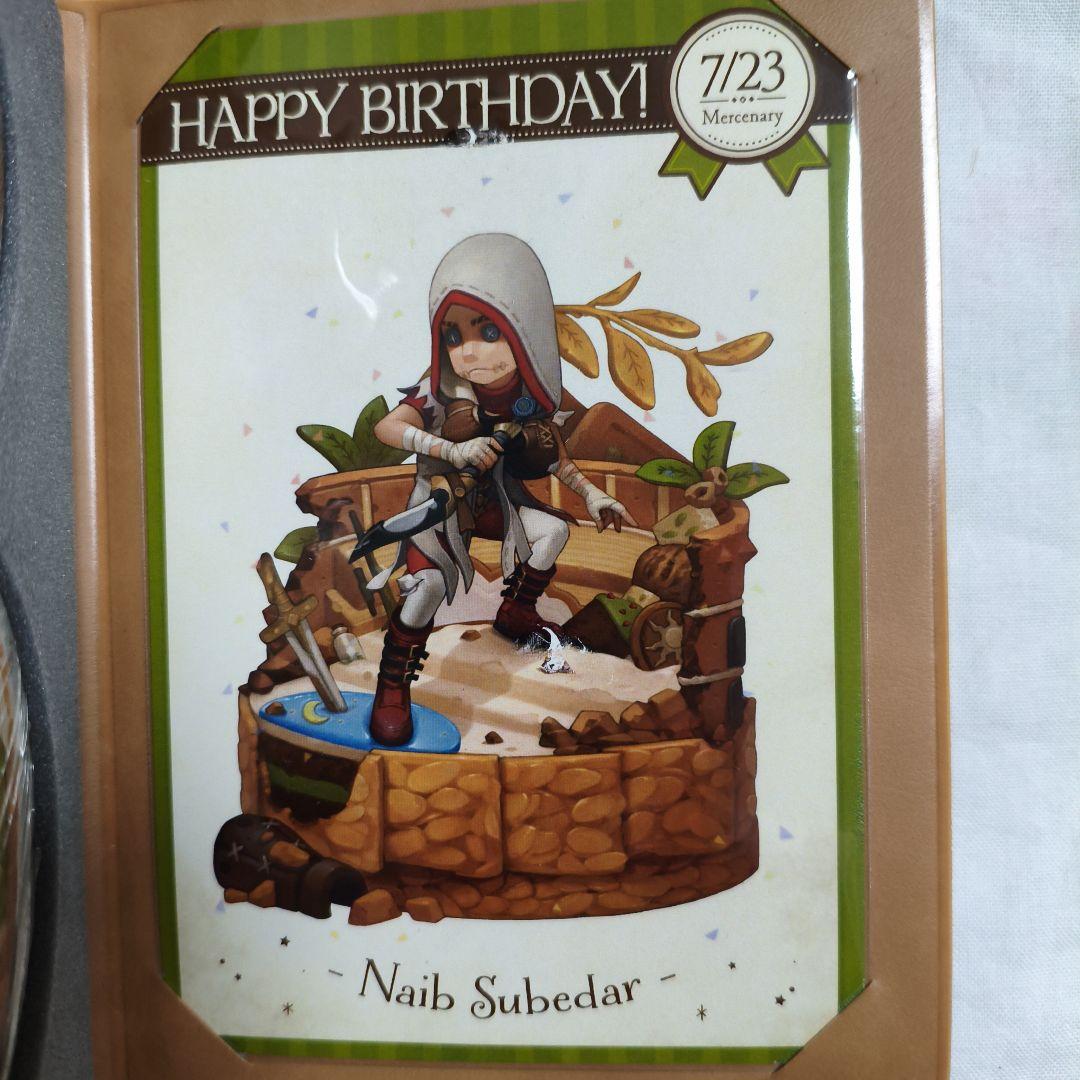 HAPPY BIRTHDAY!
7/23
Mercenary
- Naib Subedar -